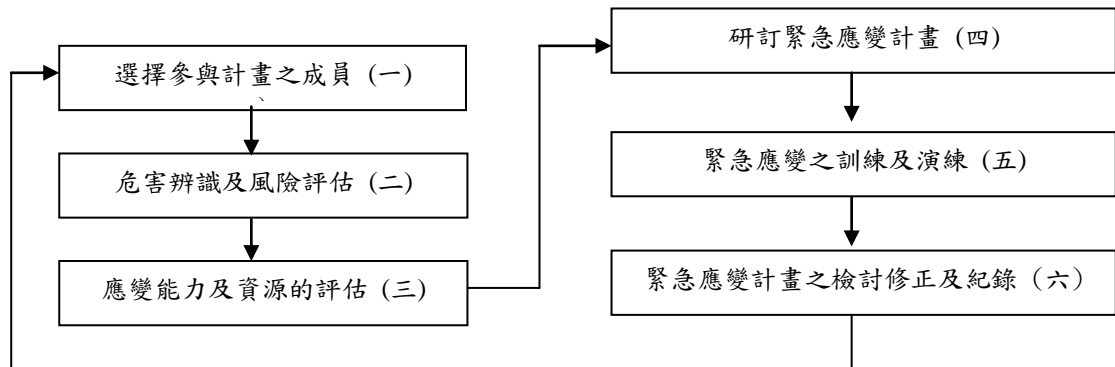 選擇參與計畫之成員 (一)
、
危害辨識及風險評估 (二)
應變能力及資源的評估 (三)
研訂緊急應變計畫 (四)
緊急應變之訓練及演練 (五)
緊急應變計畫之檢討修正及紀錄（六）